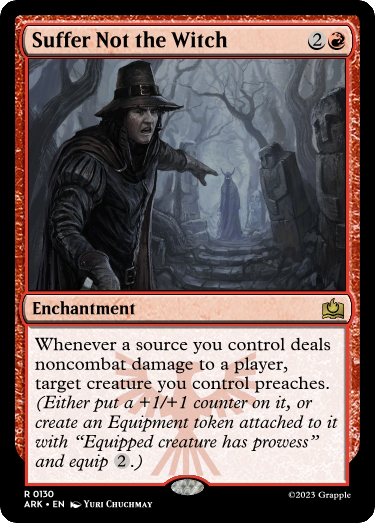 Suffer Not the Witch 2
Enchantment
Whenever a source you control deals
noncombat damage to a player,
target creature you control preaches.
(Either put a +1/+1 counter on it, or
create an Equipment token attached to it
with “Equipped creature has prowess”
and equip 2.)
R 0130
ARK • EN Yuri Chuchmay
©2023 Grapple